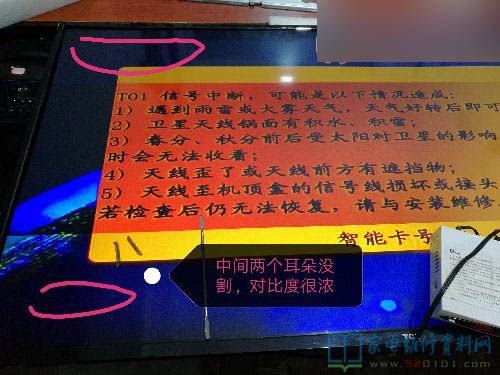 T01 信号中断，可能是以下情况造成：
1） 遇到雨雷或大雾天气，天气好转后即可
2） 卫星天线锅面有积水、积雪；
3） 春分、秋分前后受太阳对卫星的影响
时会无法收看；
4） 天线歪了或天线前方有遮挡物；
5） 天线至机顶盒的信号线损坏或接头
若检查后仍无法恢复，请与安装维修
智能卡号
中间两个耳朵没
割，对比度很浓
家电维修资料网
www.520101.com